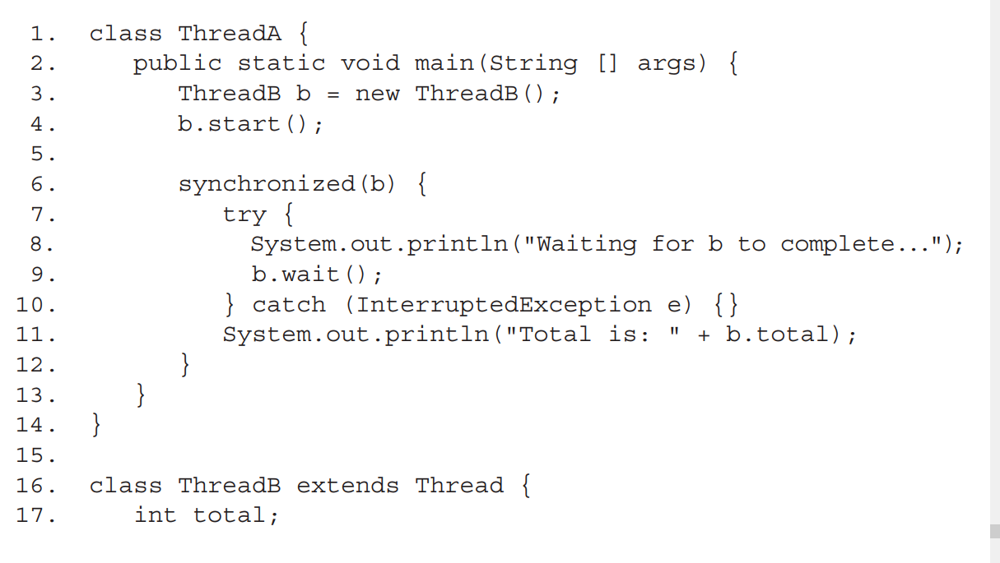 1. class ThreadA {
2. public static void main(String [] args) {
3. ThreadB b = new ThreadB();
4. b.start();
5.
6. synchronized(b) {
7. try {
8. System.out.println("Waiting for b to complete...");
9. b.wait();
10. } catch (InterruptedException e) {}
11. System.out.println("Total is: " + b.total);
12. }
13. }
14. }
15.
16. class ThreadB extends Thread {
17. int total;